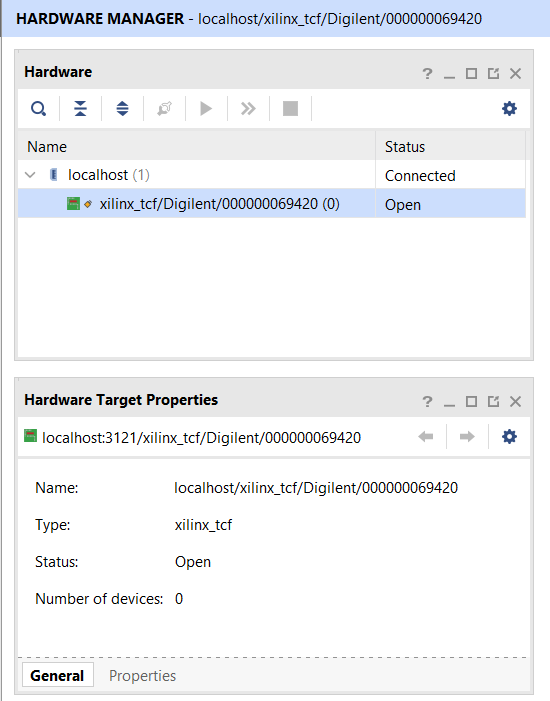 HARDWARE MANAGER - localhost/xilinx_tcf/Digilent/000000069420
Hardware
Name Status
localhost (1) Connected
xilinx_tcf/Digilent/000000069420 (0) Open
Hardware Target Properties
localhost:3121/xilinx_tcf/Digilent/000000069420
Name: localhost/xilinx_tcf/Digilent/000000069420
Type: xilinx_tcf
Status: Open
Number of devices: 0
General Properties